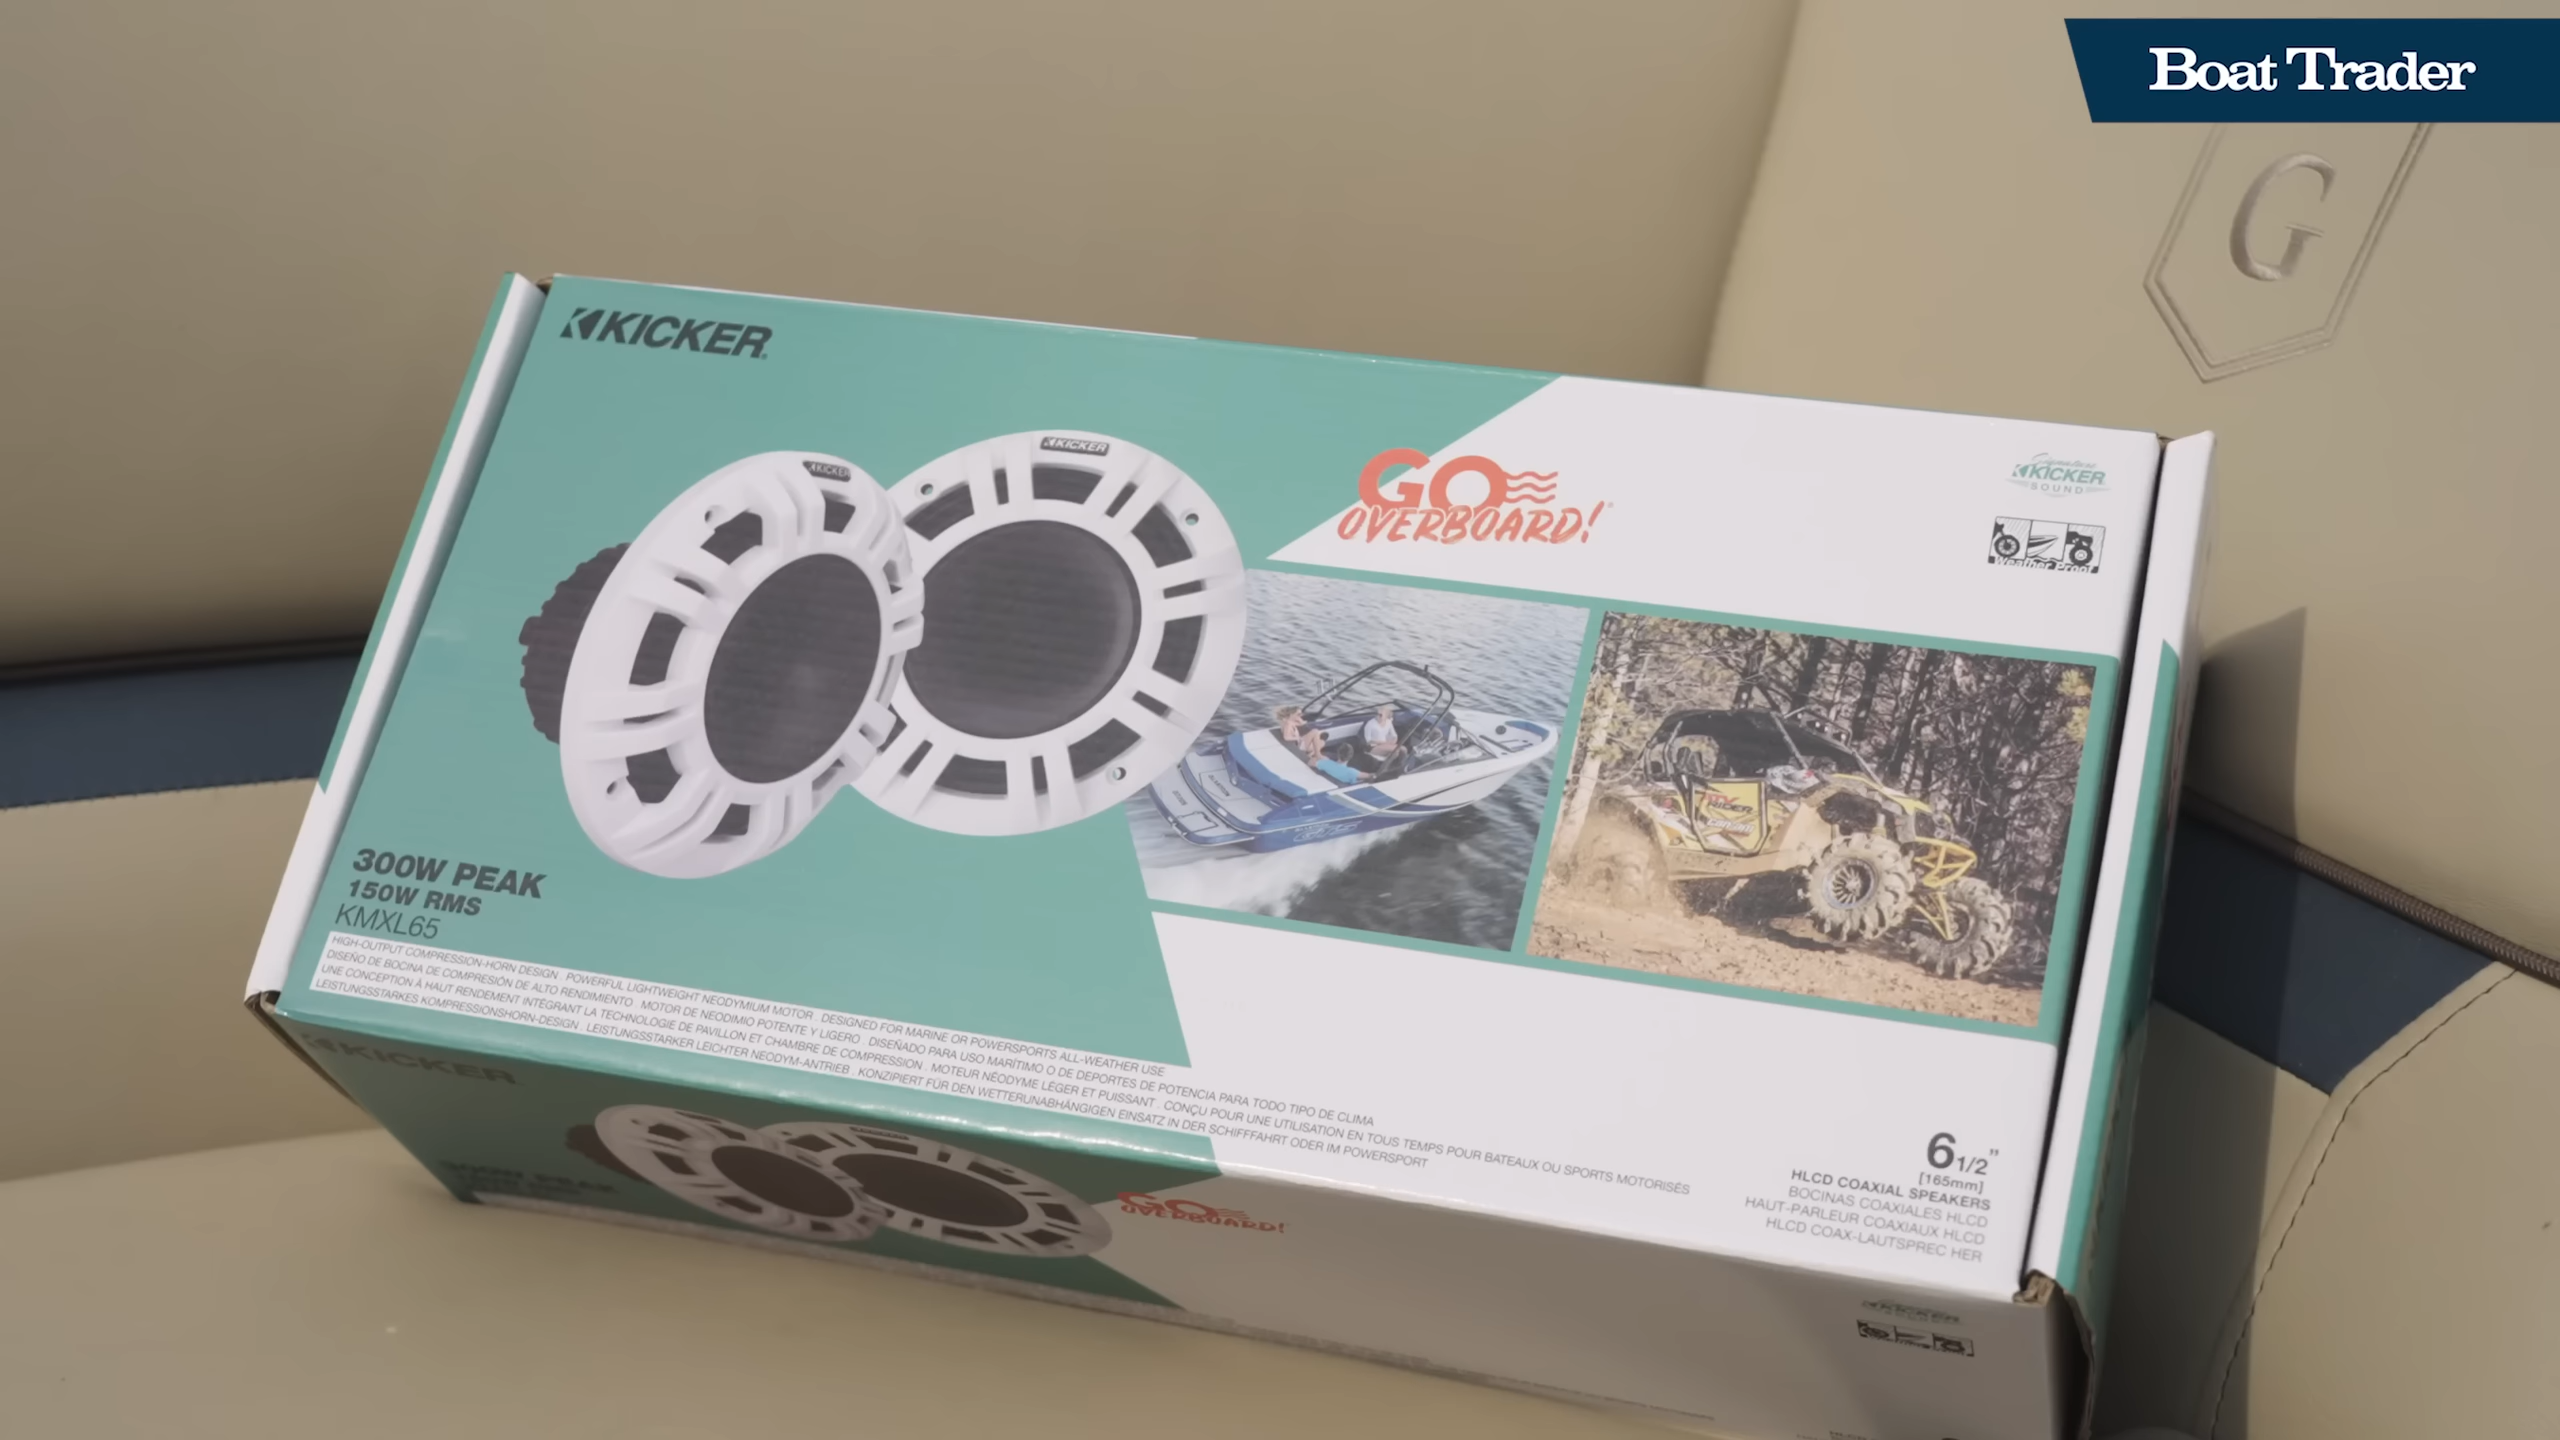 Boat Trader
G
KICKER
KICKER
KICKER
GO
OVERBOARD!
Signature
KICKER
SOUND
Weather Proof
300W PEAK
150W RMS
KMXL65
HIGH-OUTPUT COMPRESSION-HORN DESIGN . POWERFUL LIGHTWEIGHT NEODYMIUM MOTOR . DESIGNED FOR MARINE OR POWERSPORTS ALL-WEATHER USE
DISEÑO DE BOCINA DE COMPRESIÓN DE ALTO RENDIMIENTO . MOTOR DE NEODIMIO POTENTE Y LIGERO . DISEÑADO PARA USO MARÍTIMO O DE DEPORTES DE POTENCIA PARA TODO TIPO DE CLIMA
UNE CONCEPTION À HAUT RENDEMENT INTÉGRANT LA TECHNOLOGIE DE PAVILLON ET CHAMBRE DE COMPRESSION . MOTEUR NÉODYME LÉGER ET PUISSANT . CONÇU POUR UNE UTILISATION EN TOUS TEMPS POUR BATEAUX OU SPORTS MOTORISÉS
LEISTUNGSSTARKES KOMPRESSIONSHORN-DESIGN . LEISTUNGSSTARKER LEICHTER NEODYM-ANTRIEB . KONZIPIERT FÜR DEN WETTERUNABHÄNGIGEN EINSATZ IN DER SCHIFFFAHRT ODER IM POWERSPORT
6 1/2"
[165mm]
HLCD COAXIAL SPEAKERS
BOCINAS COAXIALES HLCD
HAUT-PARLEUR COAXIAUX HLCD
HLCD COAX-LAUTSPREC HER
KICKER
300W PEAK
GO
OVERBOARD!
KICKER